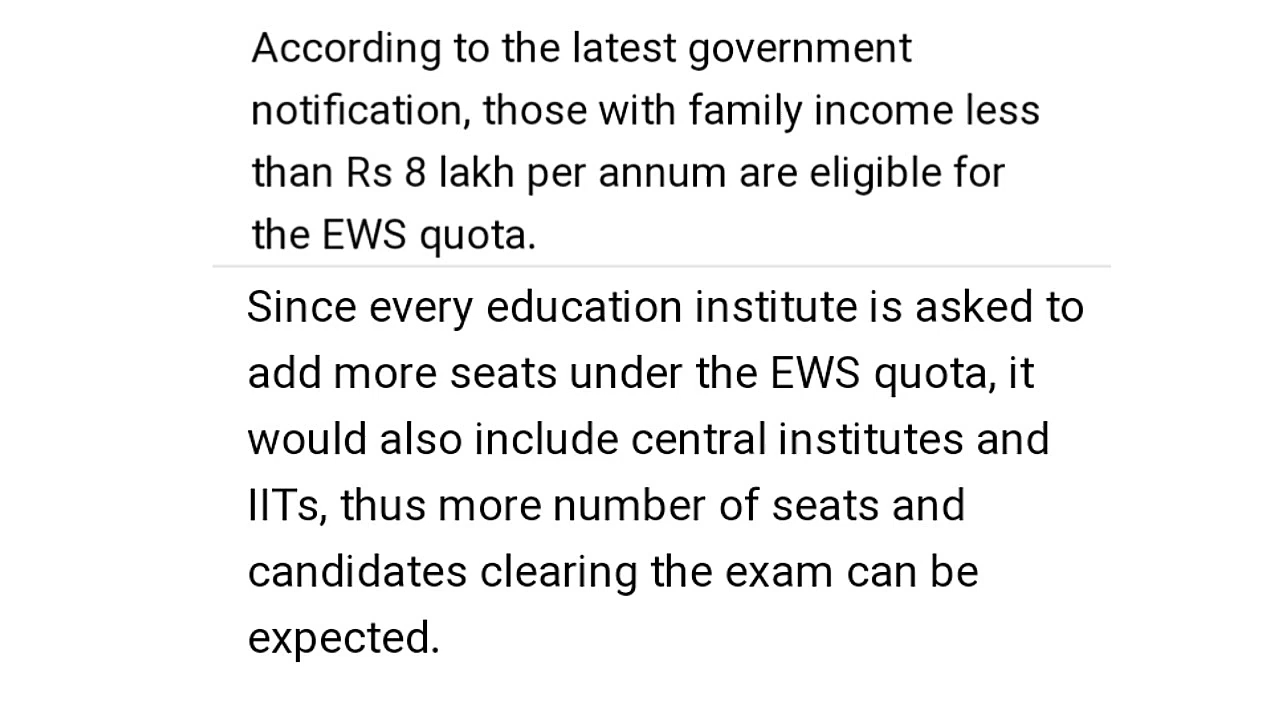 According to the latest government
notification, those with family income less
than Rs 8 lakh per annum are eligible for
the EWS quota.
Since every education institute is asked to
add more seats under the EWS quota, it
would also include central institutes and
IITs, thus more number of seats and
candidates clearing the exam can be
expected.